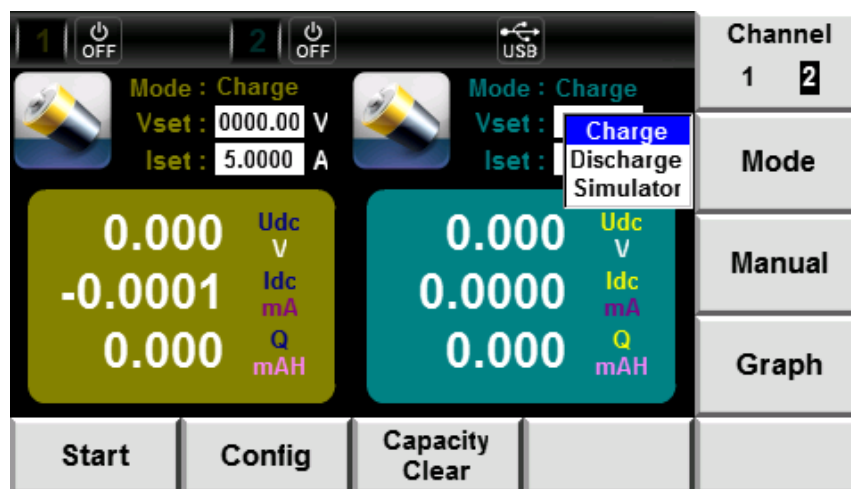 1 OFF 2 OFF USB
Channel
1 2
Mode : Charge
Vset : 0000.00 V
Iset : 5.0000 A
Mode : Charge
Vset :
Iset :
Charge
Discharge
Simulator
Mode
0.000 Udc V
-0.0001 Idc mA
0.000 Q mAH
0.000 Udc V
0.0000 Idc mA
0.000 Q mAH
Manual
Graph
Start
Config
Capacity
Clear